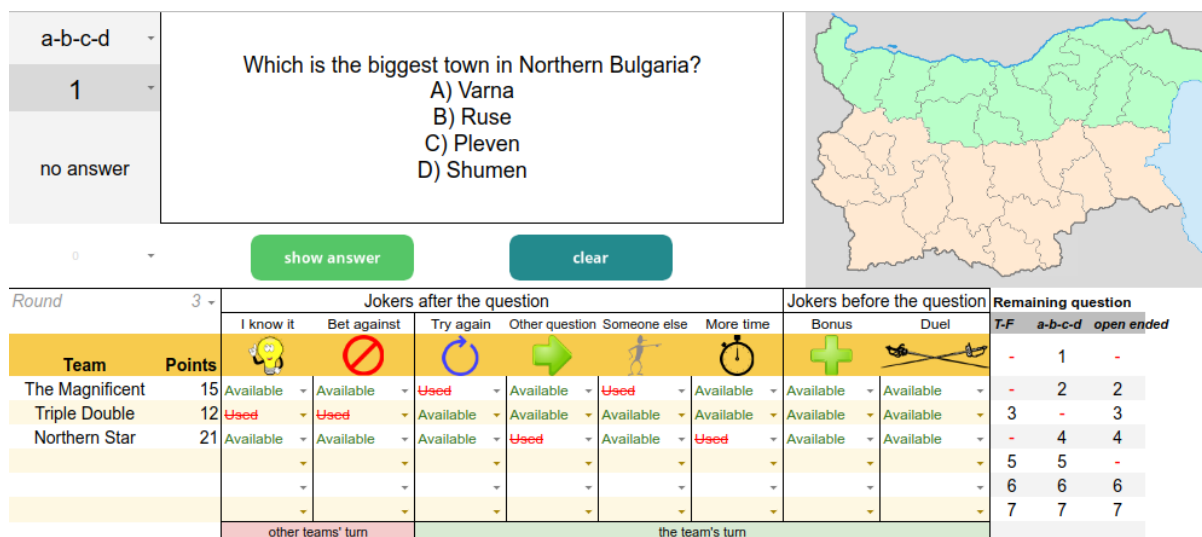 a-b-c-d
1
no answer
Which is the biggest town in Northern Bulgaria?
A) Varna
B) Ruse
C) Pleven
D) Shumen
0
show answer
clear
Round 3 Jokers after the question Jokers before the question Remaining question
I know it Bet against Try again Other question Someone else More time Bonus Duel T-F a-b-c-d open ended
Team Points - 1 -
The Magnificent 15 Available Available Used Available Used Available Available Available - 2 2
Triple Double 12 Used Used Available Available Available Available Available Available 3 - 3
Northern Star 21 Available Available Available Used Available Used Available Available - 4 4
5 5 -
6 6 6
7 7 7
other teams' turn the team's turn